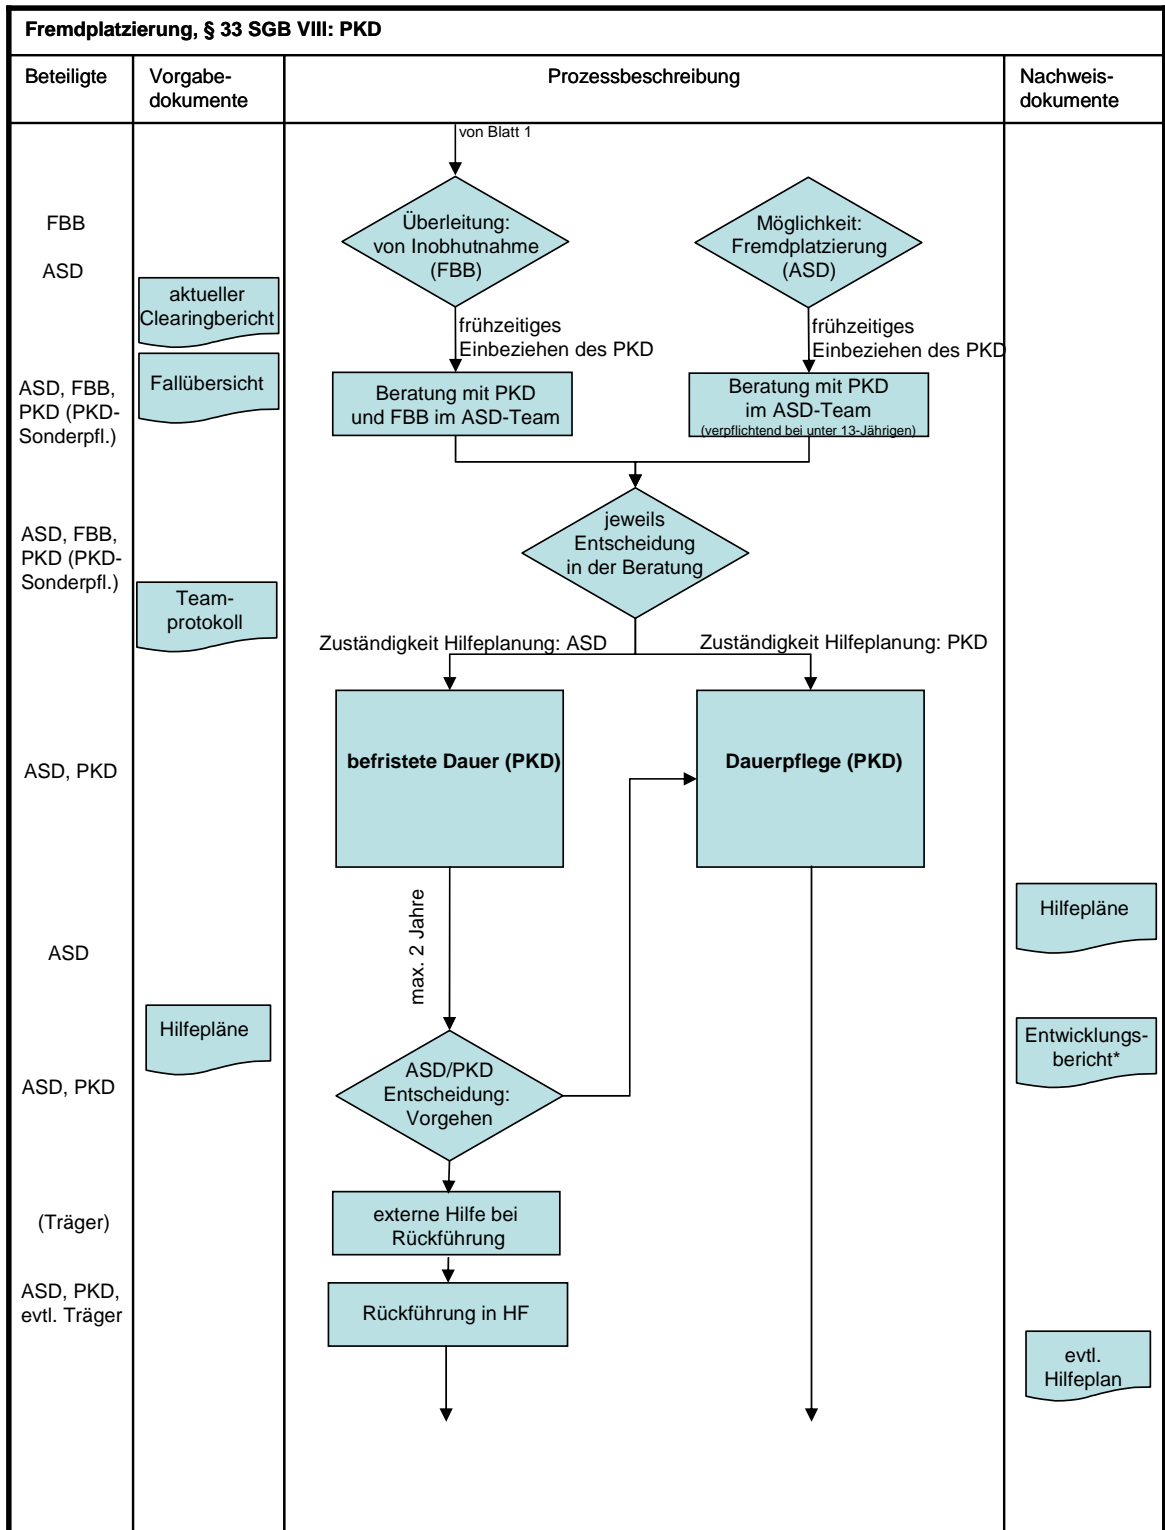 Fremdplatzierung, § 33 SGB VIII: PKD
Beteiligte
Vorgabe-
dokumente
Prozessbeschreibung
Nachweis-
dokumente
von Blatt 1
FBB
ASD
Überleitung:
von Inobhutnahme
(FBB)
Möglichkeit:
Fremdplatzierung
(ASD)
aktueller
Clearingbericht
frühzeitiges
Einbeziehen des PKD
frühzeitiges
Einbeziehen des PKD
ASD, FBB,
PKD (PKD-
Sonderpfl.)
Fallübersicht
Beratung mit PKD
und FBB im ASD-Team
Beratung mit PKD
im ASD-Team
(verpflichtend bei unter 13-Jährigen)
ASD, FBB,
PKD (PKD-
Sonderpfl.)
jeweils
Entscheidung
in der Beratung
Team-
protokoll
Zuständigkeit Hilfeplanung: ASD
Zuständigkeit Hilfeplanung: PKD
ASD, PKD
befristete Dauer (PKD)
Dauerpflege (PKD)
max. 2 Jahre
Hilfepläne
ASD
Hilfepläne
Entwicklungs-
bericht*
ASD, PKD
ASD/PKD
Entscheidung:
Vorgehen
(Träger)
externe Hilfe bei
Rückführung
ASD, PKD,
evtl. Träger
Rückführung in HF
evtl.
Hilfeplan